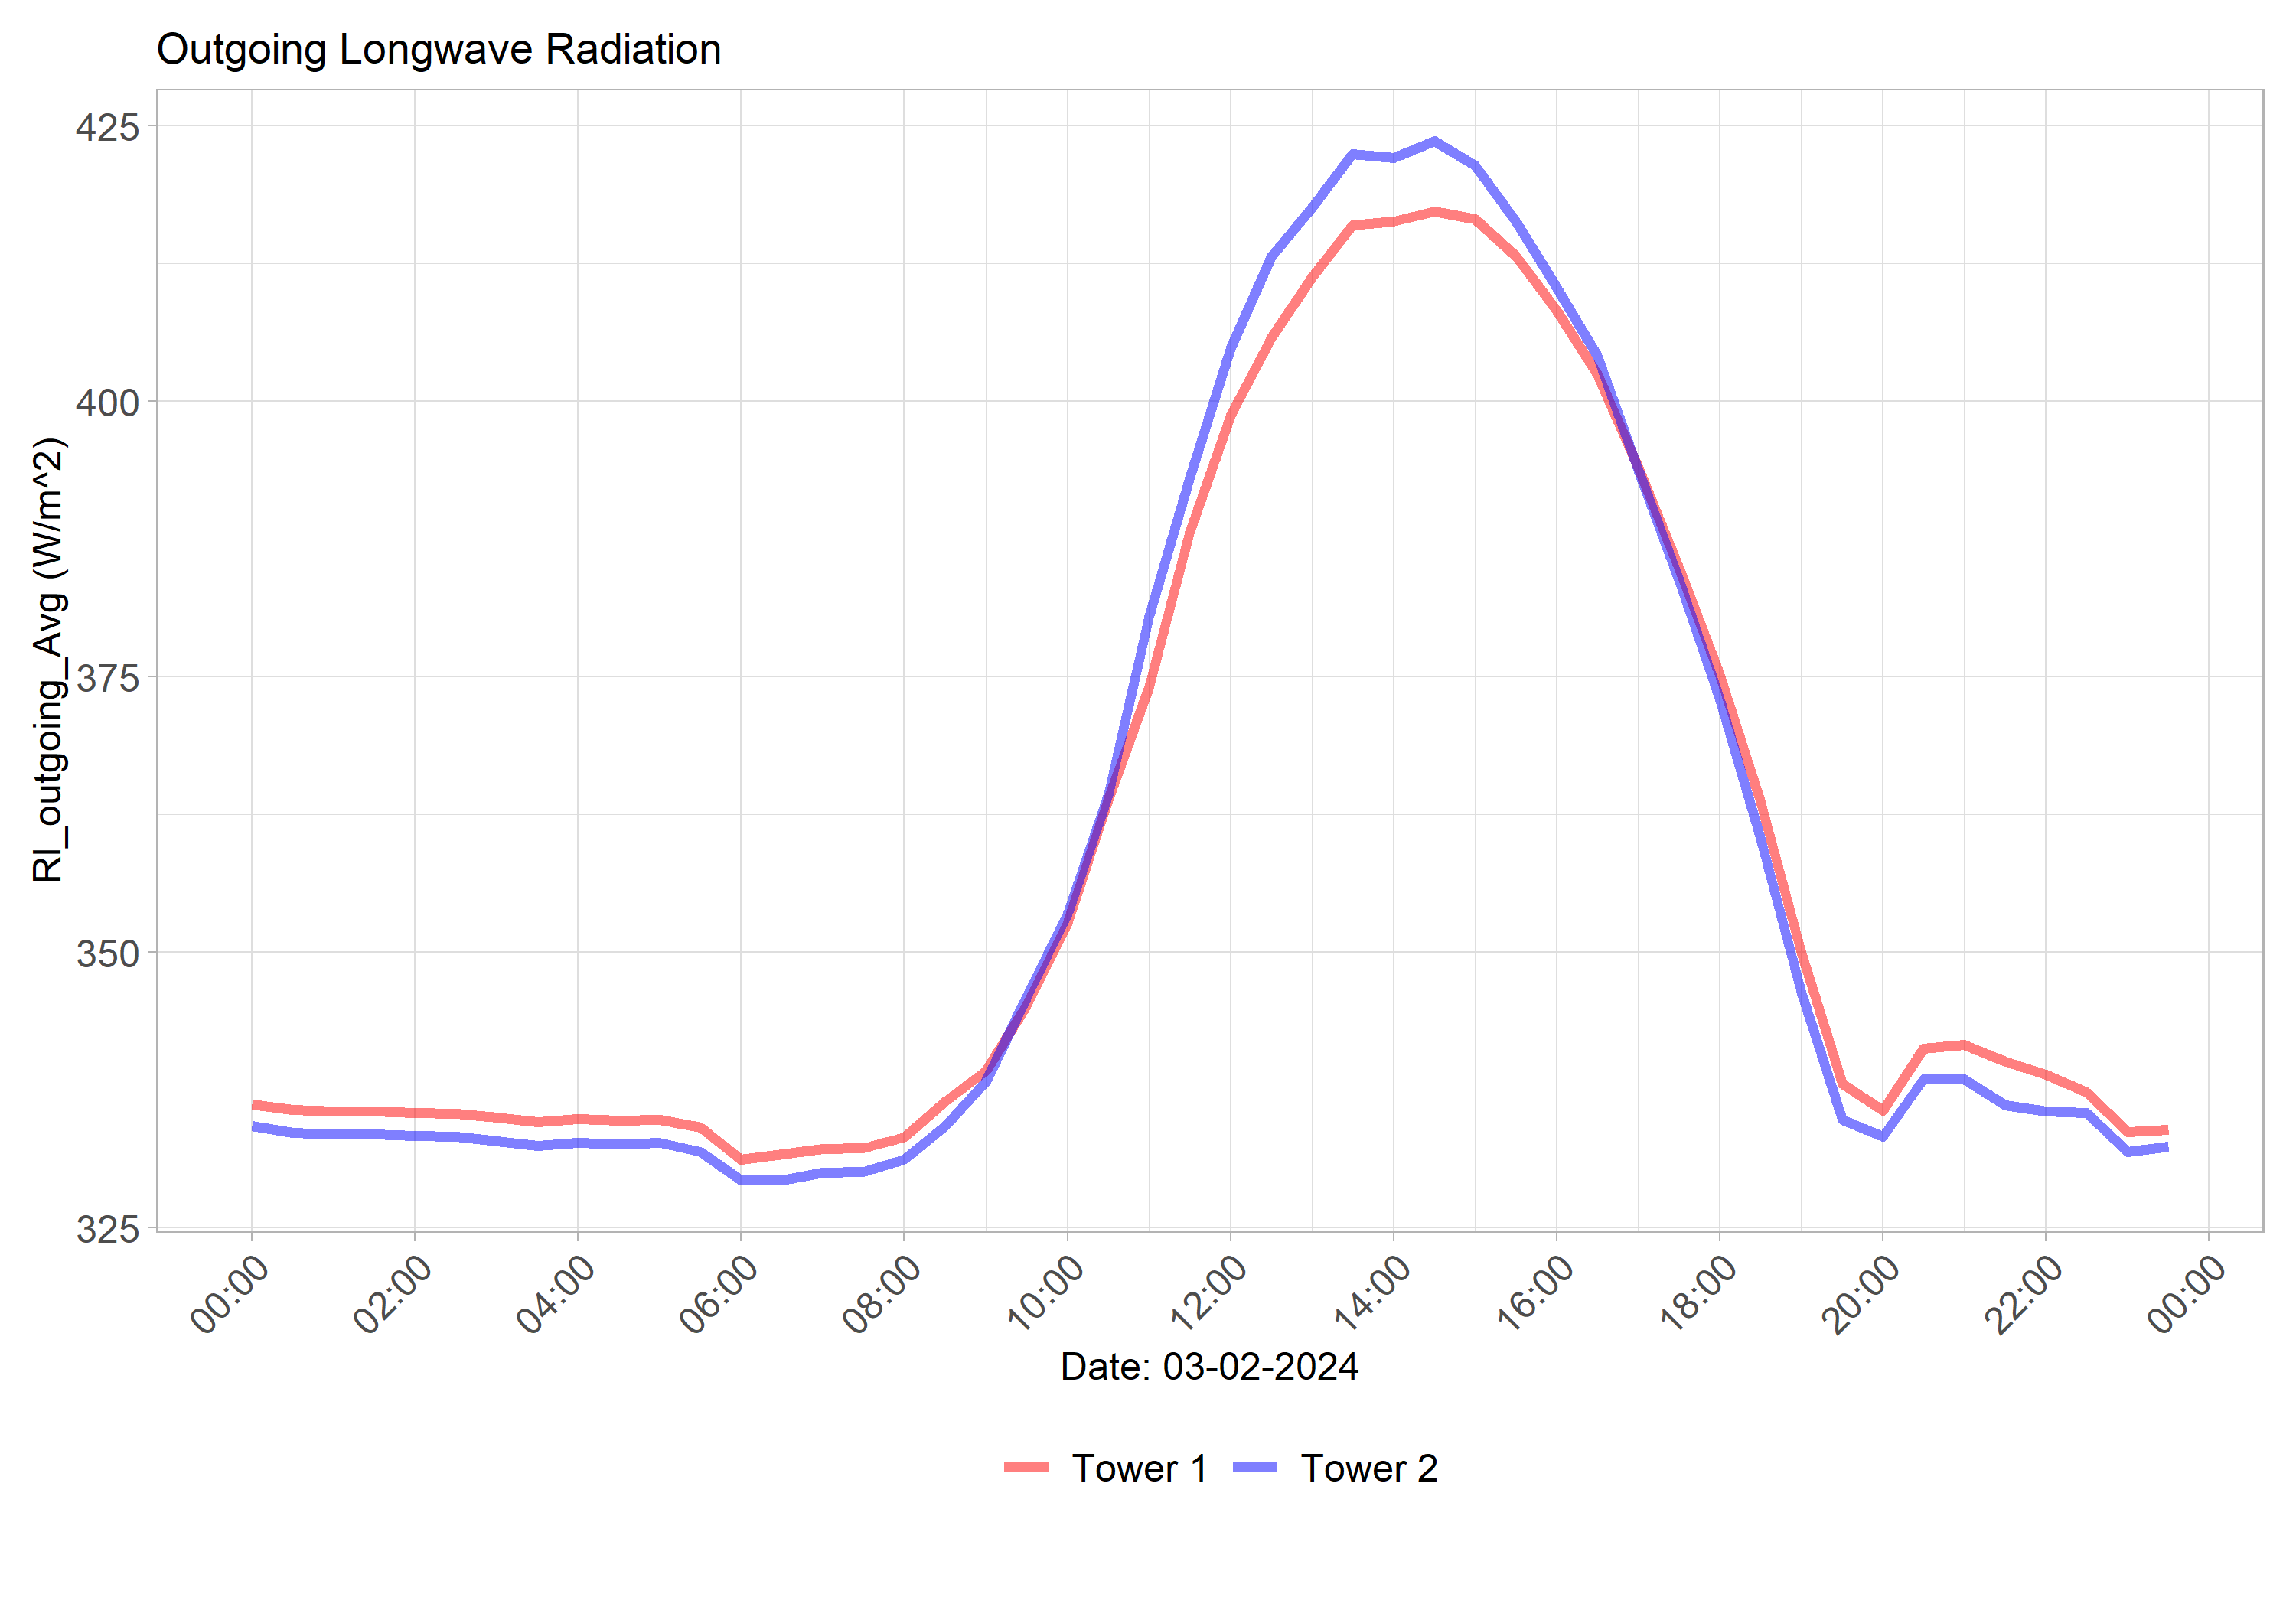 Outgoing Longwave Radiation
Rl_outgoing_Avg (W/m^2)
425
400
375
350
325
00:00 02:00 04:00 06:00 08:00 10:00 12:00 14:00 16:00 18:00 20:00 22:00 00:00
Date: 03-02-2024
Tower 1 Tower 2